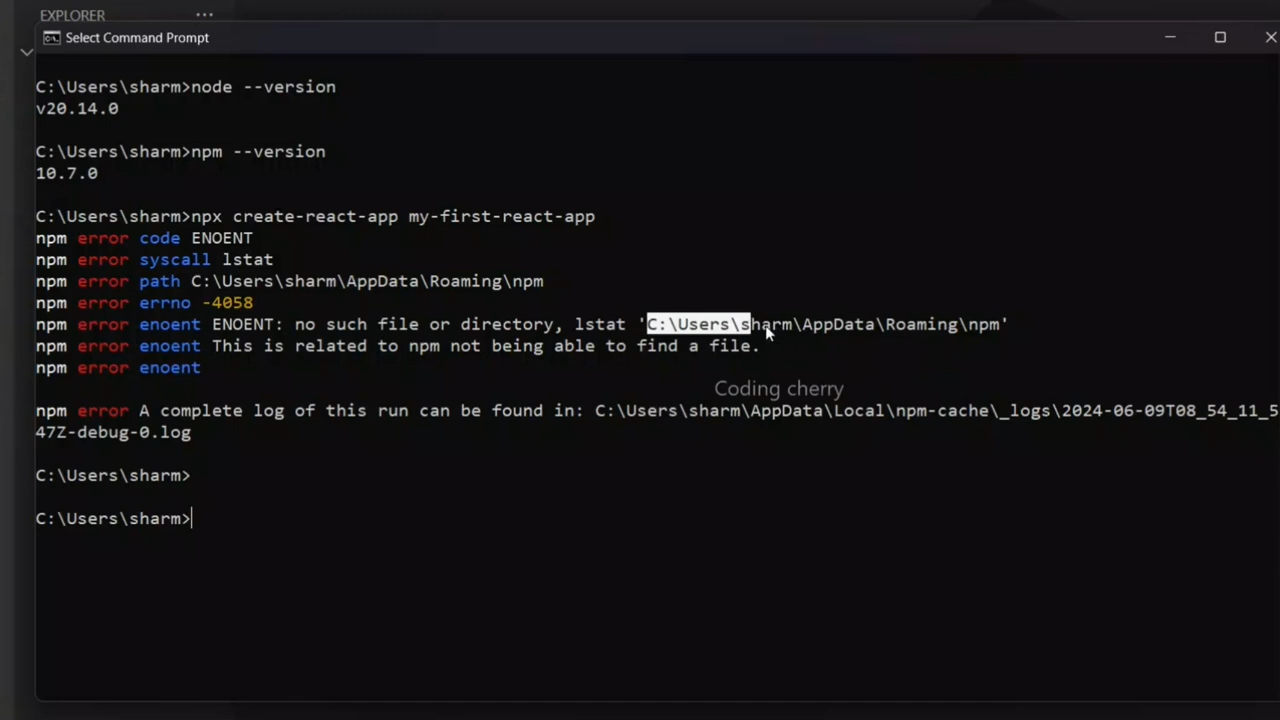 EXPLORER ...
Select Command Prompt
C:\Users\sharm>node --version
v20.14.0
C:\Users\sharm>npm --version
10.7.0
C:\Users\sharm>npx create-react-app my-first-react-app
npm error code ENOENT
npm error syscall lstat
npm error path C:\Users\sharm\AppData\Roaming\npm
npm error errno -4058
npm error enoent ENOENT: no such file or directory, lstat 'C:\Users\sharm\AppData\Roaming\npm'
npm error enoent This is related to npm not being able to find a file.
npm error enoent
Coding cherry
npm error A complete log of this run can be found in: C:\Users\sharm\AppData\Local\npm-cache\_logs\2024-06-09T08_54_11_5
47Z-debug-0.log
C:\Users\sharm>
C:\Users\sharm>